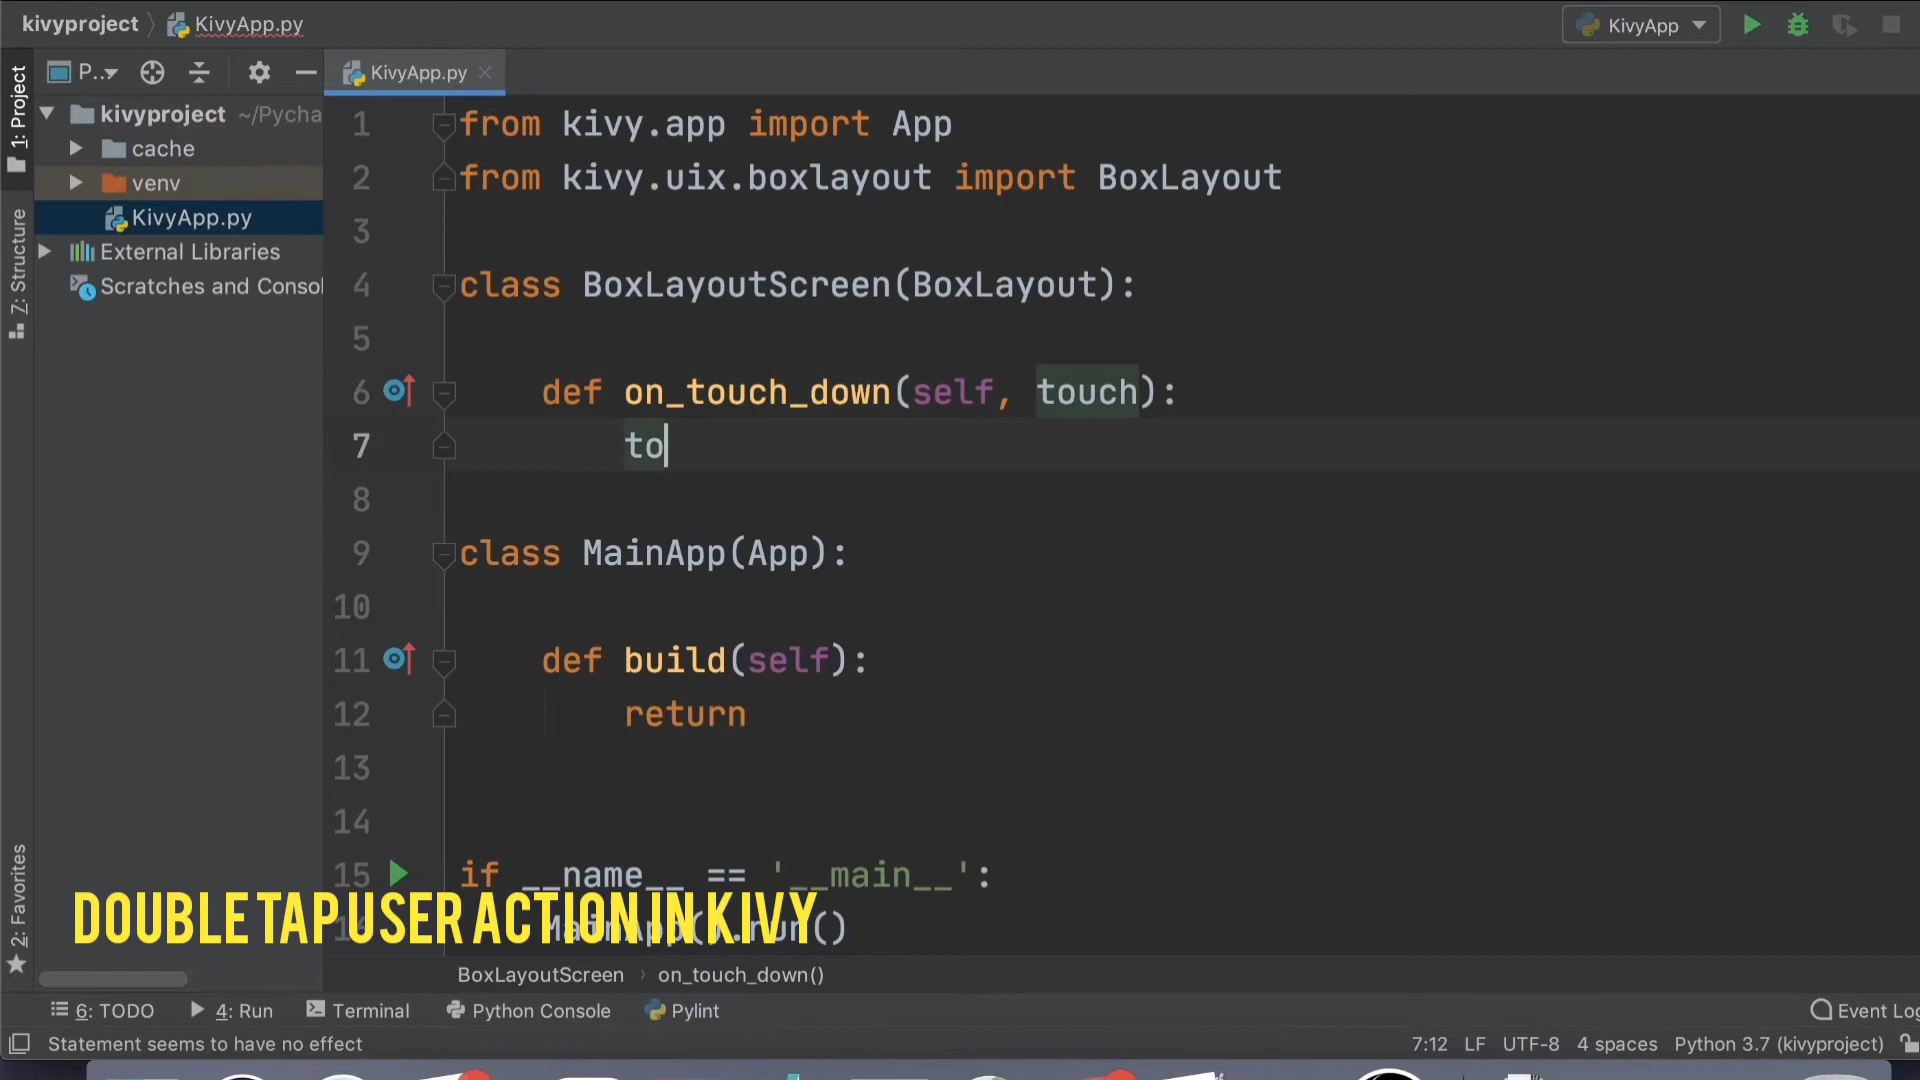 kivyproject KivyApp.py KivyApp
1: Project
P.. KivyApp.py
kivyproject ~/Pycha
cache
venv
KivyApp.py
External Libraries
Scratches and Consol
7: Structure
2: Favorites
1 from kivy.app import App
2 from kivy.uix.boxlayout import BoxLayout
3
4 class BoxLayoutScreen(BoxLayout):
5
6 def on_touch_down(self, touch):
7 to
8
9 class MainApp(App):
10
11 def build(self):
12 return
13
14
15 if __name__ == '__main__':
16 MainApp().run()
DOUBLE TAP USER ACTION IN KIVY
BoxLayoutScreen › on_touch_down()
6: TODO 4: Run Terminal Python Console Pylint Event Log
Statement seems to have no effect 7:12 LF UTF-8 4 spaces Python 3.7 (kivyproject)